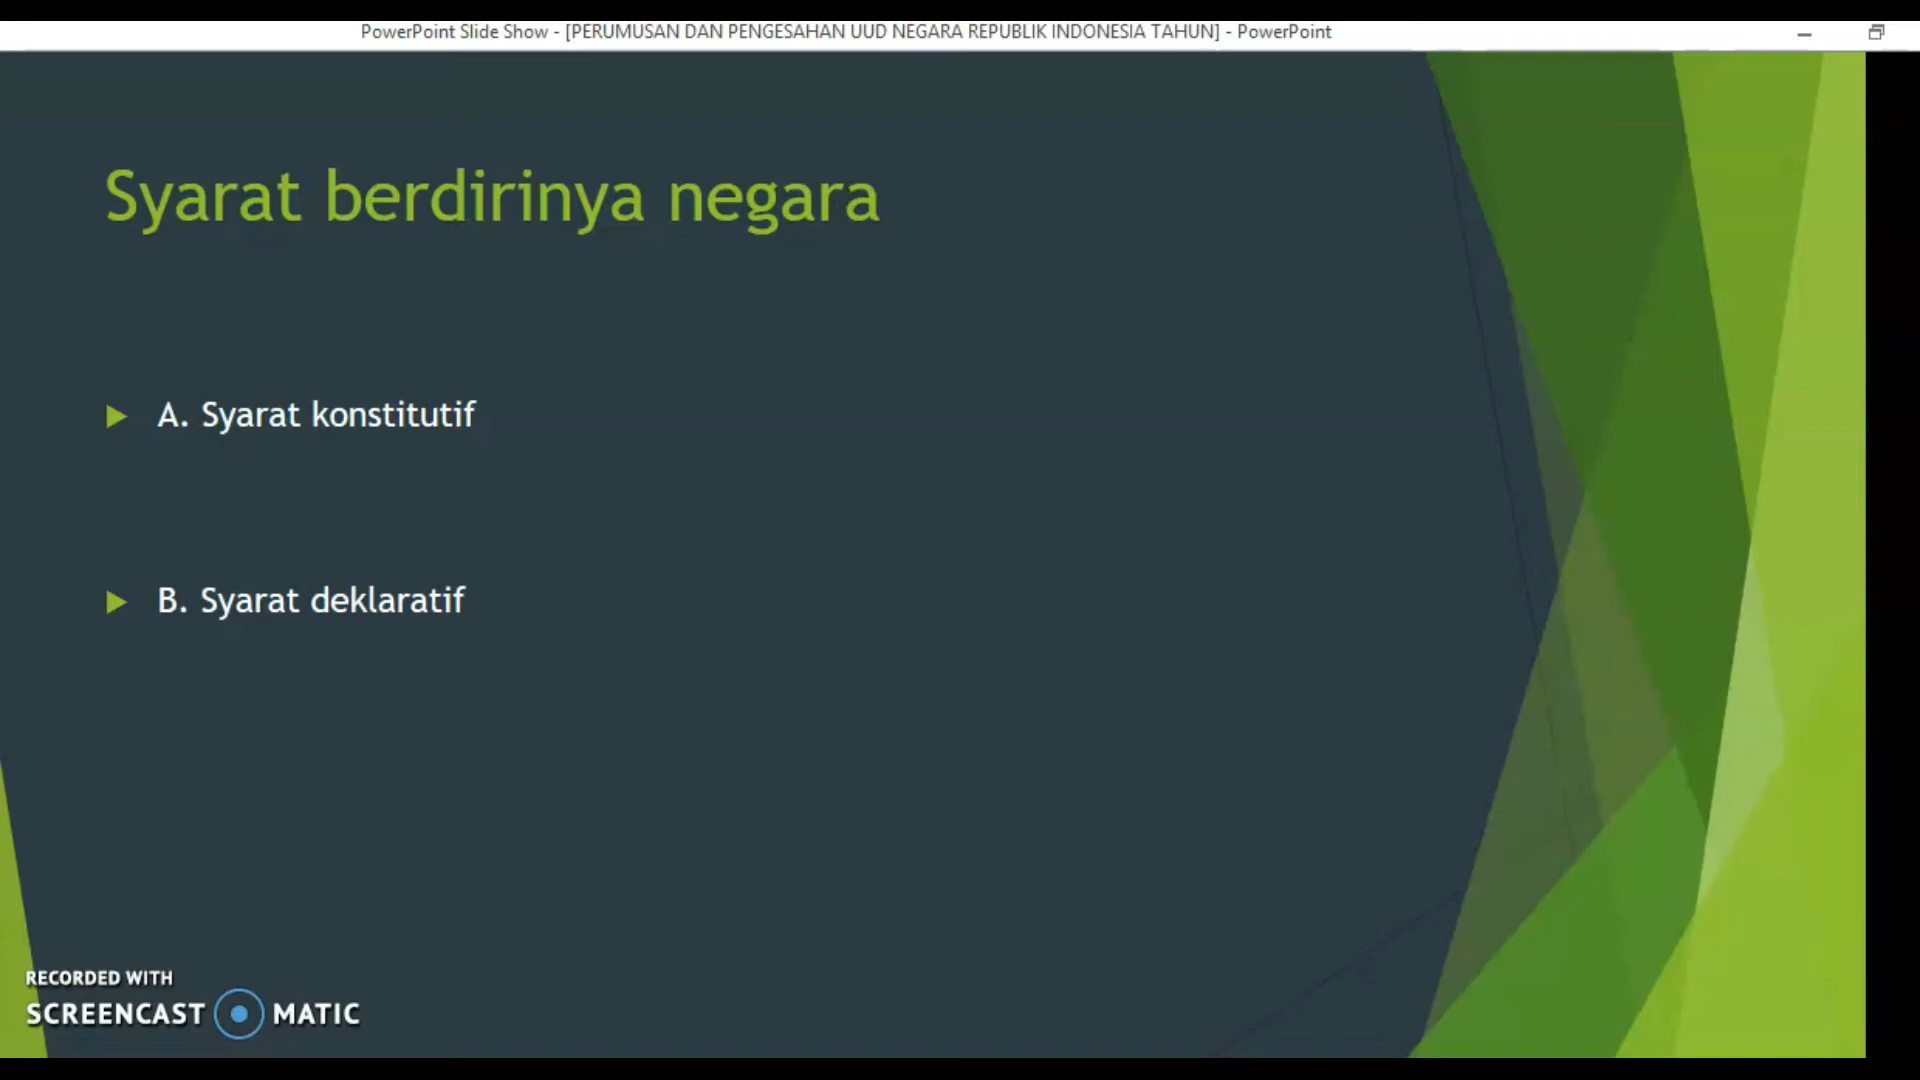 PowerPoint Slide Show - [PERUMUSAN DAN PENGESAHAN UUD NEGARA REPUBLIK INDONESIA TAHUN] - PowerPoint
Syarat berdirinya negara
A. Syarat konstitutif
B. Syarat deklaratif
RECORDED WITH
SCREENCAST MATIC